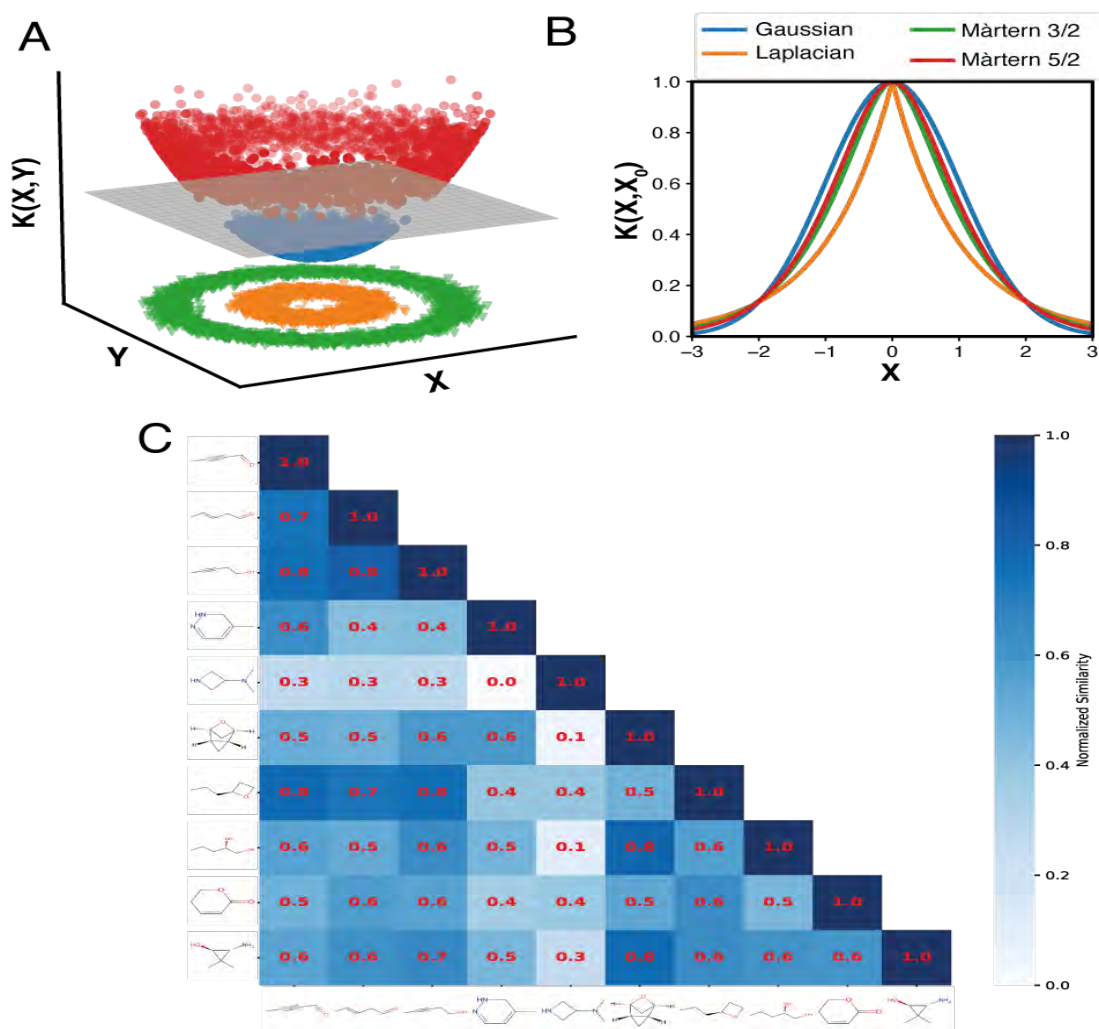 A
K(X,Y)
Y
X
B
Gaussian
Laplacian
Màrtern 3/2
Màrtern 5/2
K(X,X0)
1.0
0.8
0.6
0.4
0.2
0.0
−3 −2 −1 0 1 2 3
X
C
1.0
0.7 1.0
0.8 0.8 1.0
0.6 0.4 0.4 1.0
0.3 0.3 0.3 0.0 1.0
0.5 0.5 0.6 0.6 0.1 1.0
0.8 0.7 0.8 0.4 0.4 0.5 1.0
0.6 0.5 0.6 0.5 0.1 0.8 0.6 1.0
0.5 0.6 0.6 0.4 0.4 0.5 0.6 0.5 1.0
0.6 0.6 0.7 0.5 0.3 0.8 0.6 0.6 0.6 1.0
HN
N
HN
N
O
H
H
H
H
O
O
O
HO
NH2
1.0
0.8
0.6
0.4
0.2
0.0
Normalized Similarity